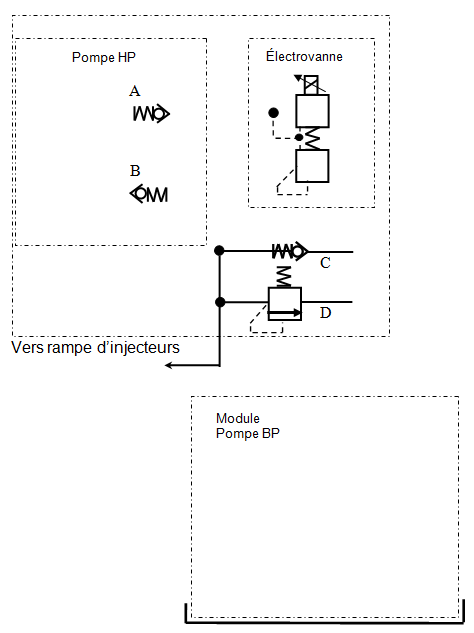 Pompe HP
Électrovanne
A
B
C
D
Vers rampe d’injecteurs
Module
Pompe BP